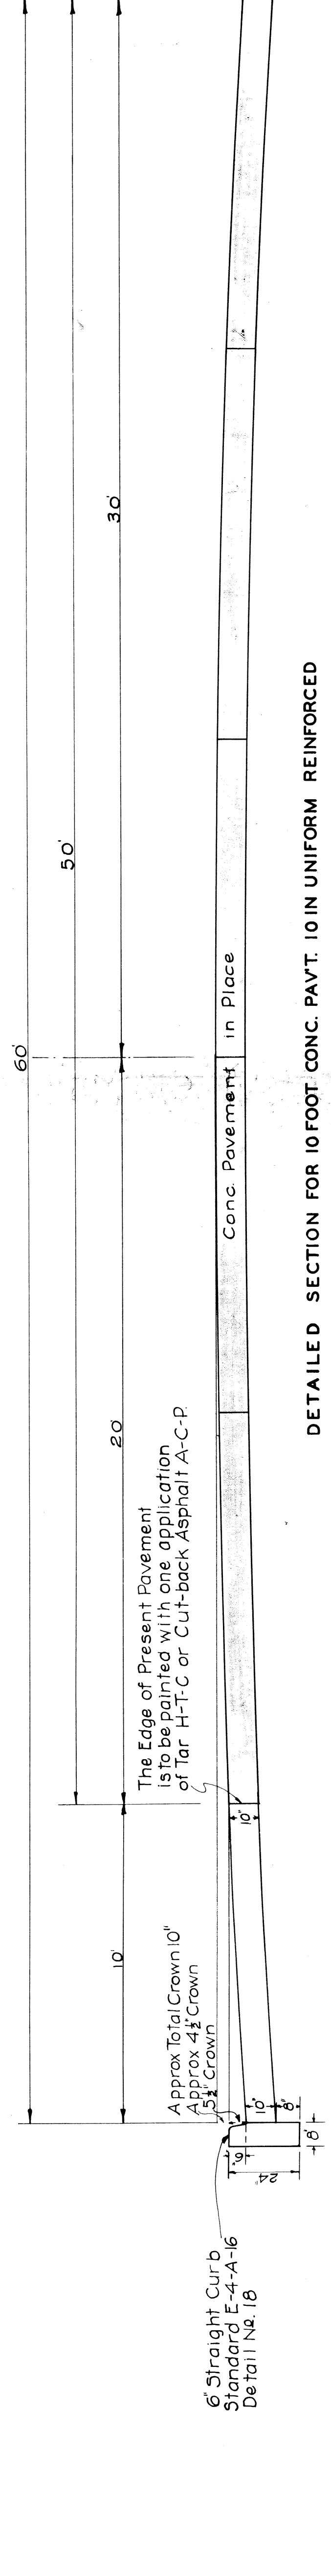 60'
50'
30'
20'
10'
The Edge of Present Pavement
is to be painted with one application
of Tar H-T-C or Cut-back Asphalt A-C-P.
Approx Total Crown 10"
Approx 4½" Crown
5½" Crown
Conc. Pavement in Place
10"
6"
10"
8"
24"
8'
6" Straight Curb
Standard E-4-A-16
Detail No. 18
DETAILED SECTION FOR 10 FOOT CONC. PAV'T. 10 IN UNIFORM REINFORCED